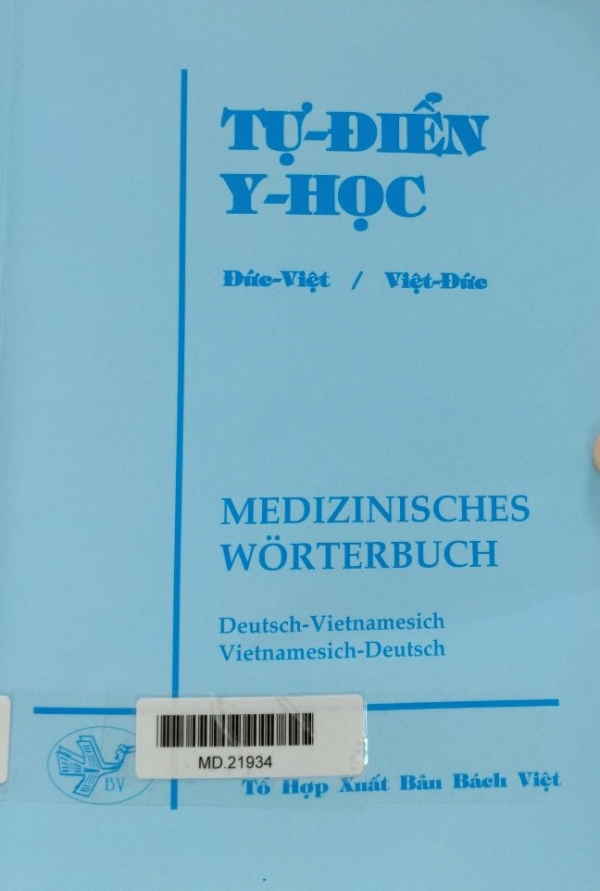 TỰ-ĐIỂN
Y-HỌC
Đức-Việt / Việt-Đức
MEDIZINISCHES
WÖRTERBUCH
Deutsch-Vietnamesich
Vietnamesich-Deutsch
MD.21934
BV
Tổ Hợp Xuất Bản Bách Việt